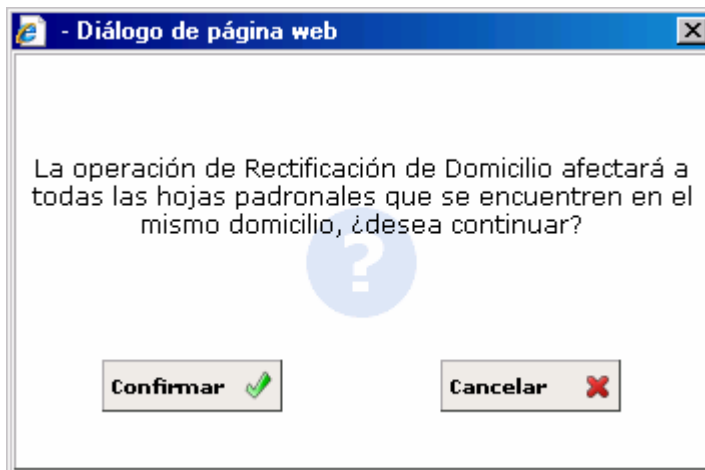 - Diálogo de página web
La operación de Rectificación de Domicilio afectará a
todas las hojas padronales que se encuentren en el
mismo domicilio, ¿desea continuar?
Confirmar
Cancelar